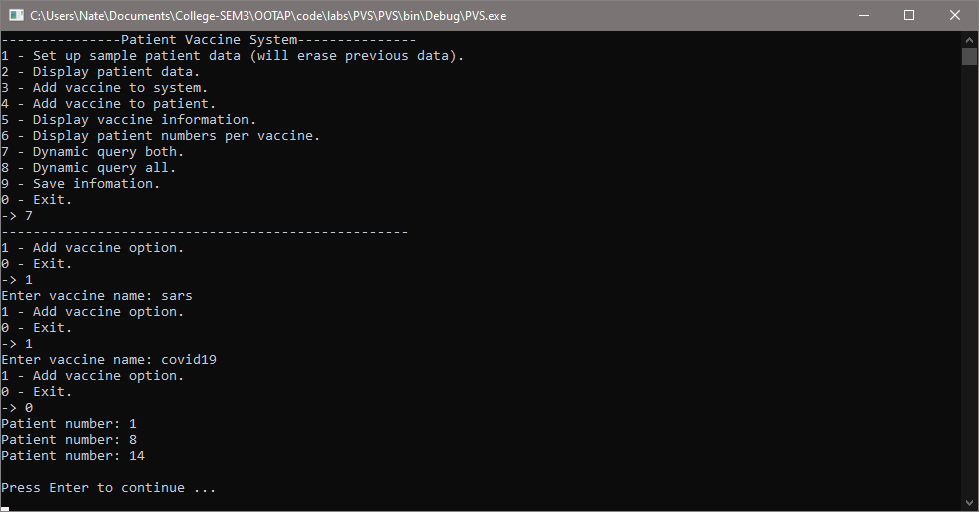 C:\Users\Nate\Documents\College-SEM3\OOTAP\code\labs\PVS\PVS\bin\Debug\PVS.exe
---------------Patient Vaccine System---------------
1 - Set up sample patient data (will erase previous data).
2 - Display patient data.
3 - Add vaccine to system.
4 - Add vaccine to patient.
5 - Display vaccine information.
6 - Display patient numbers per vaccine.
7 - Dynamic query both.
8 - Dynamic query all.
9 - Save infomation.
0 - Exit.
-> 7
---------------------------------------------------
1 - Add vaccine option.
0 - Exit.
-> 1
Enter vaccine name: sars
1 - Add vaccine option.
0 - Exit.
-> 1
Enter vaccine name: covid19
1 - Add vaccine option.
0 - Exit.
-> 0
Patient number: 1
Patient number: 8
Patient number: 14
Press Enter to continue ...